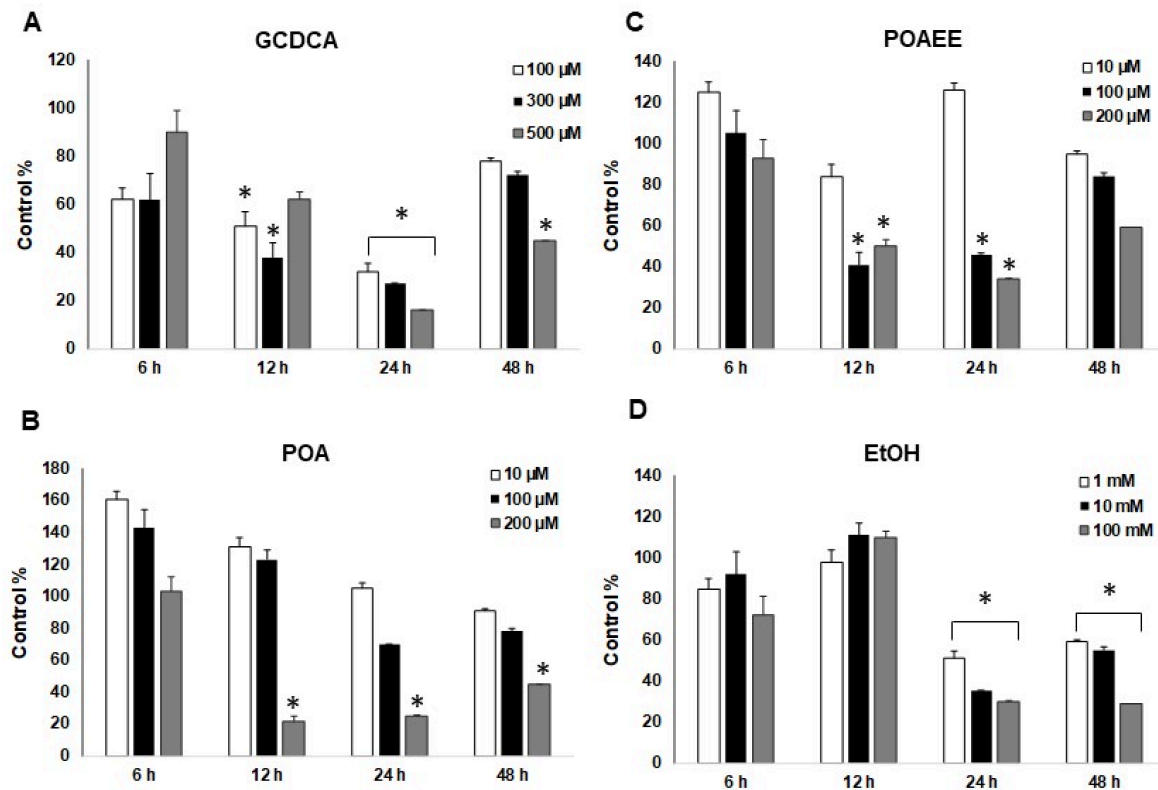 A
GCDCA
120
100
80
60
40
20
0
Control %
100 µM
300 µM
500 µM
* * * *
6 h 12 h 24 h 48 h
B
POA
180
160
140
120
100
80
60
40
20
0
Control %
10 µM
100 µM
200 µM
* * *
6 h 12 h 24 h 48 h
C
POAEE
140
120
100
80
60
40
20
0
Control %
10 µM
100 µM
200 µM
* * * *
6 h 12 h 24 h 48 h
D
EtOH
140
120
100
80
60
40
20
0
Control %
1 mM
10 mM
100 mM
* *
6 h 12 h 24 h 48 h